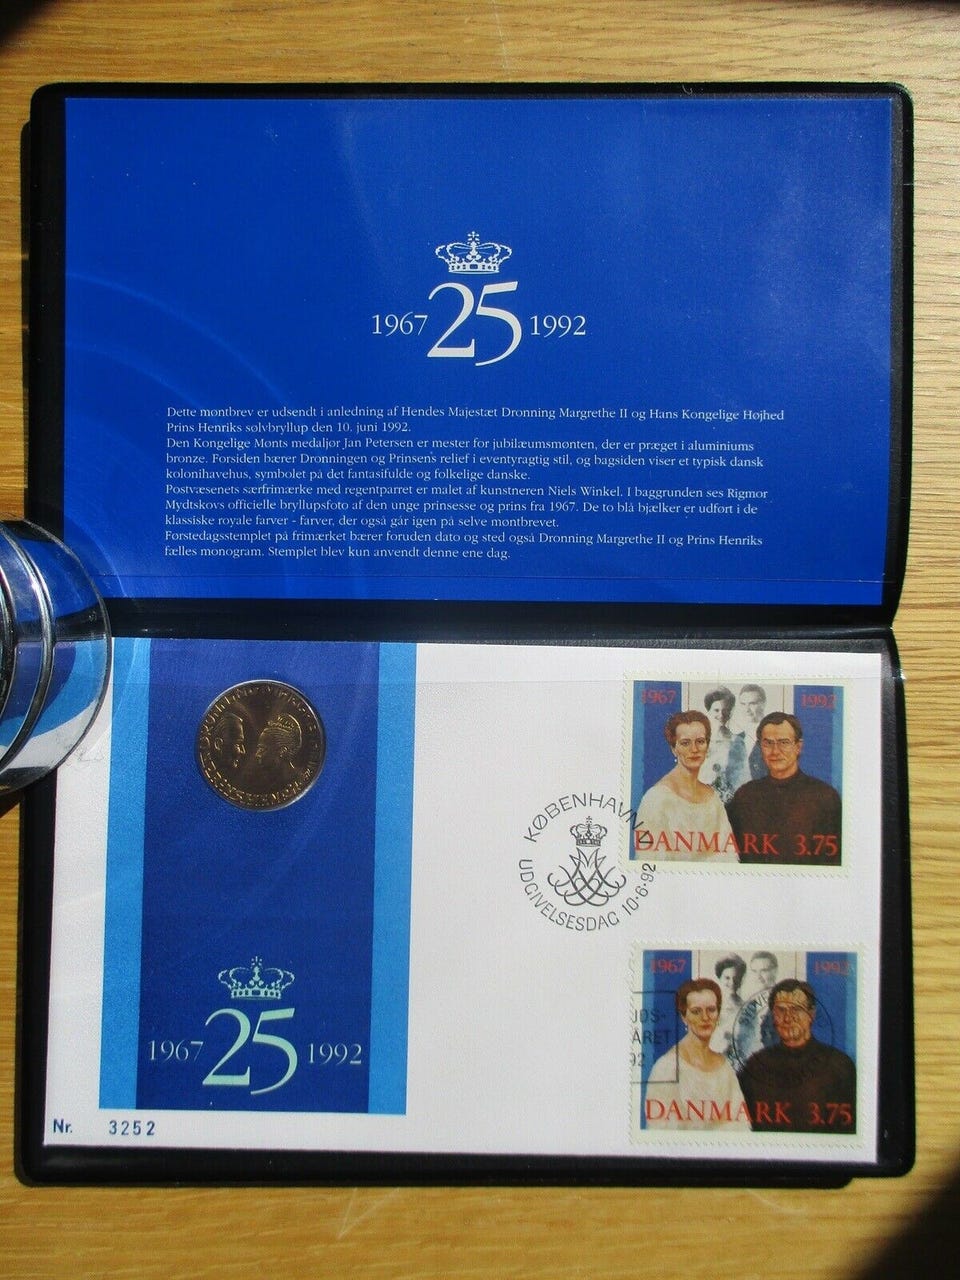 1967 25 1992
Dette møntbrev er udsendt i anledning af Hendes Majestæt Dronning Margrethe II og Hans Kongelige Højhed
Prins Henriks sølvbryllup den 10. juni 1992.
Den Kongelige Mønts medaljør Jan Petersen er mester for jubilæumsmønten, der er præget i aluminiums
bronze. Forsiden bærer Dronningen og Prinsens relief i eventyragtig stil, og bagsiden viser et typisk dansk
kolonihavehus, symbolet på det fantasifulde og folkelige danske.
Postvæsenets særfrimærke med regentparret er malet af kunstneren Niels Winkel. I baggrunden ses Rigmor
Mydtskovs officielle bryllupsfoto af den unge prinsesse og prins fra 1967. De to blå bjælker er udført i de
klassiske royale farver - farver, der også går igen på selve møntbrevet.
Førstedagsstemplet på frimærket bærer foruden dato og sted også Dronning Margrethe II og Prins Henriks
fælles monogram. Stemplet blev kun anvendt denne ene dag.
1967 1992
DANMARK 3.75
KØBENHAVN
UDGIVELSESDAG 10.6.92
1967 1992
JOS-
ÅRET
92
DANMARK 3.75
1967 25 1992
Nr. 3252